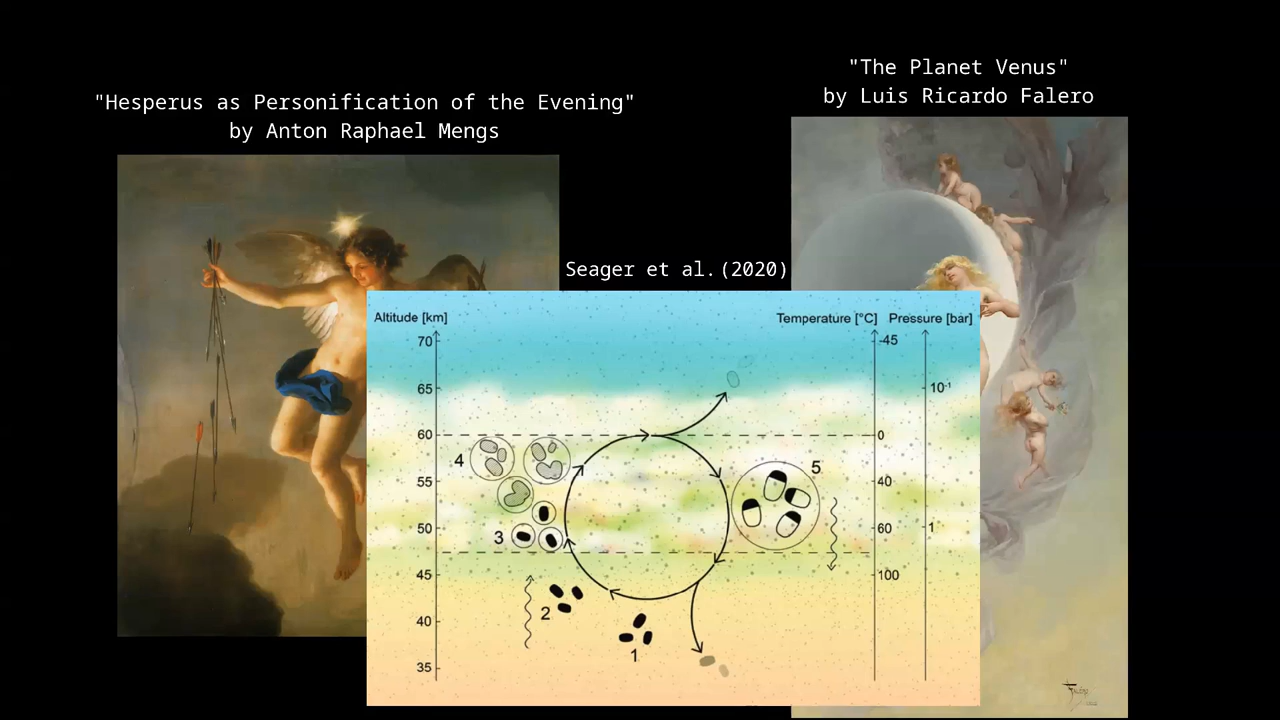 "Hesperus as Personification of the Evening"
by Anton Raphael Mengs
"The Planet Venus"
by Luis Ricardo Falero
Seager et al.(2020)
Altitude [km]
Temperature [°C]
Pressure [bar]
70
65
60
55
50
45
40
35
-45
0
40
60
100
10⁻¹
1
4
3
2
1
5